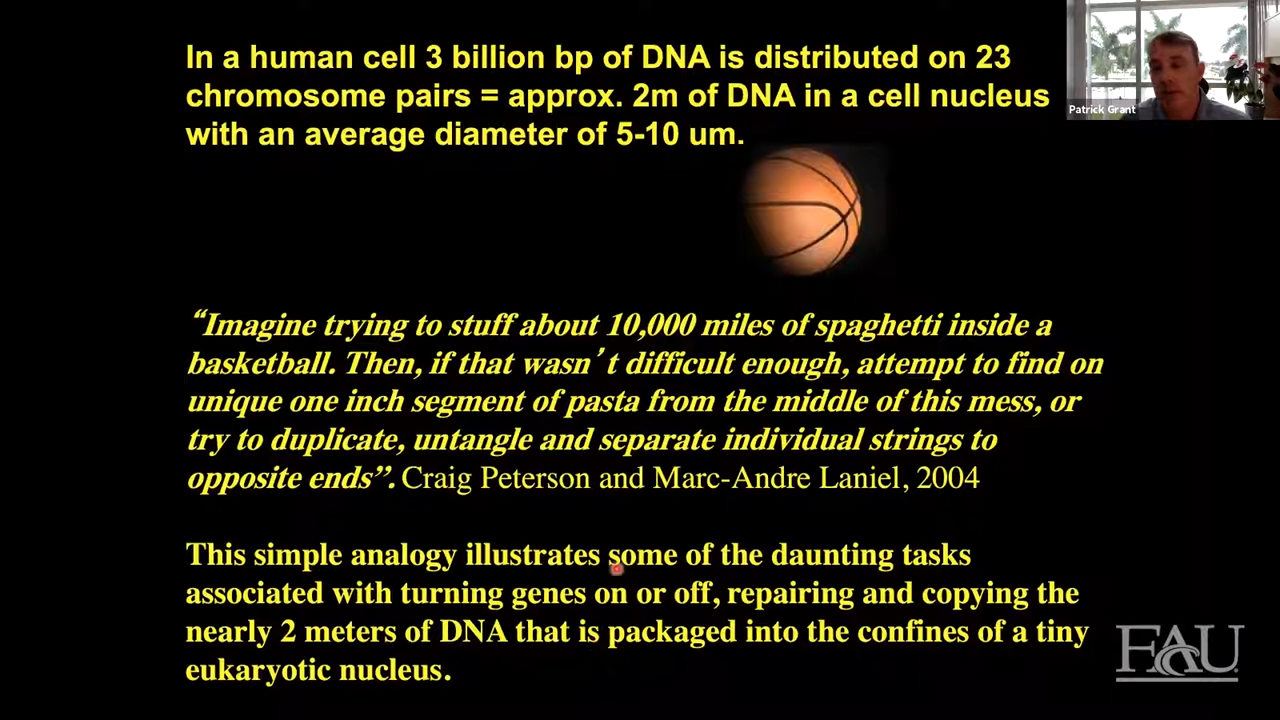 In a human cell 3 billion bp of DNA is distributed on 23
chromosome pairs = approx. 2m of DNA in a cell nucleus
with an average diameter of 5-10 um.
Patrick Grant
“Imagine trying to stuff about 10,000 miles of spaghetti inside a
basketball. Then, if that wasn’t difficult enough, attempt to find on
unique one inch segment of pasta from the middle of this mess, or
try to duplicate, untangle and separate individual strings to
opposite ends”. Craig Peterson and Marc-Andre Laniel, 2004
This simple analogy illustrates some of the daunting tasks
associated with turning genes on or off, repairing and copying the
nearly 2 meters of DNA that is packaged into the confines of a tiny
eukaryotic nucleus.
FAU